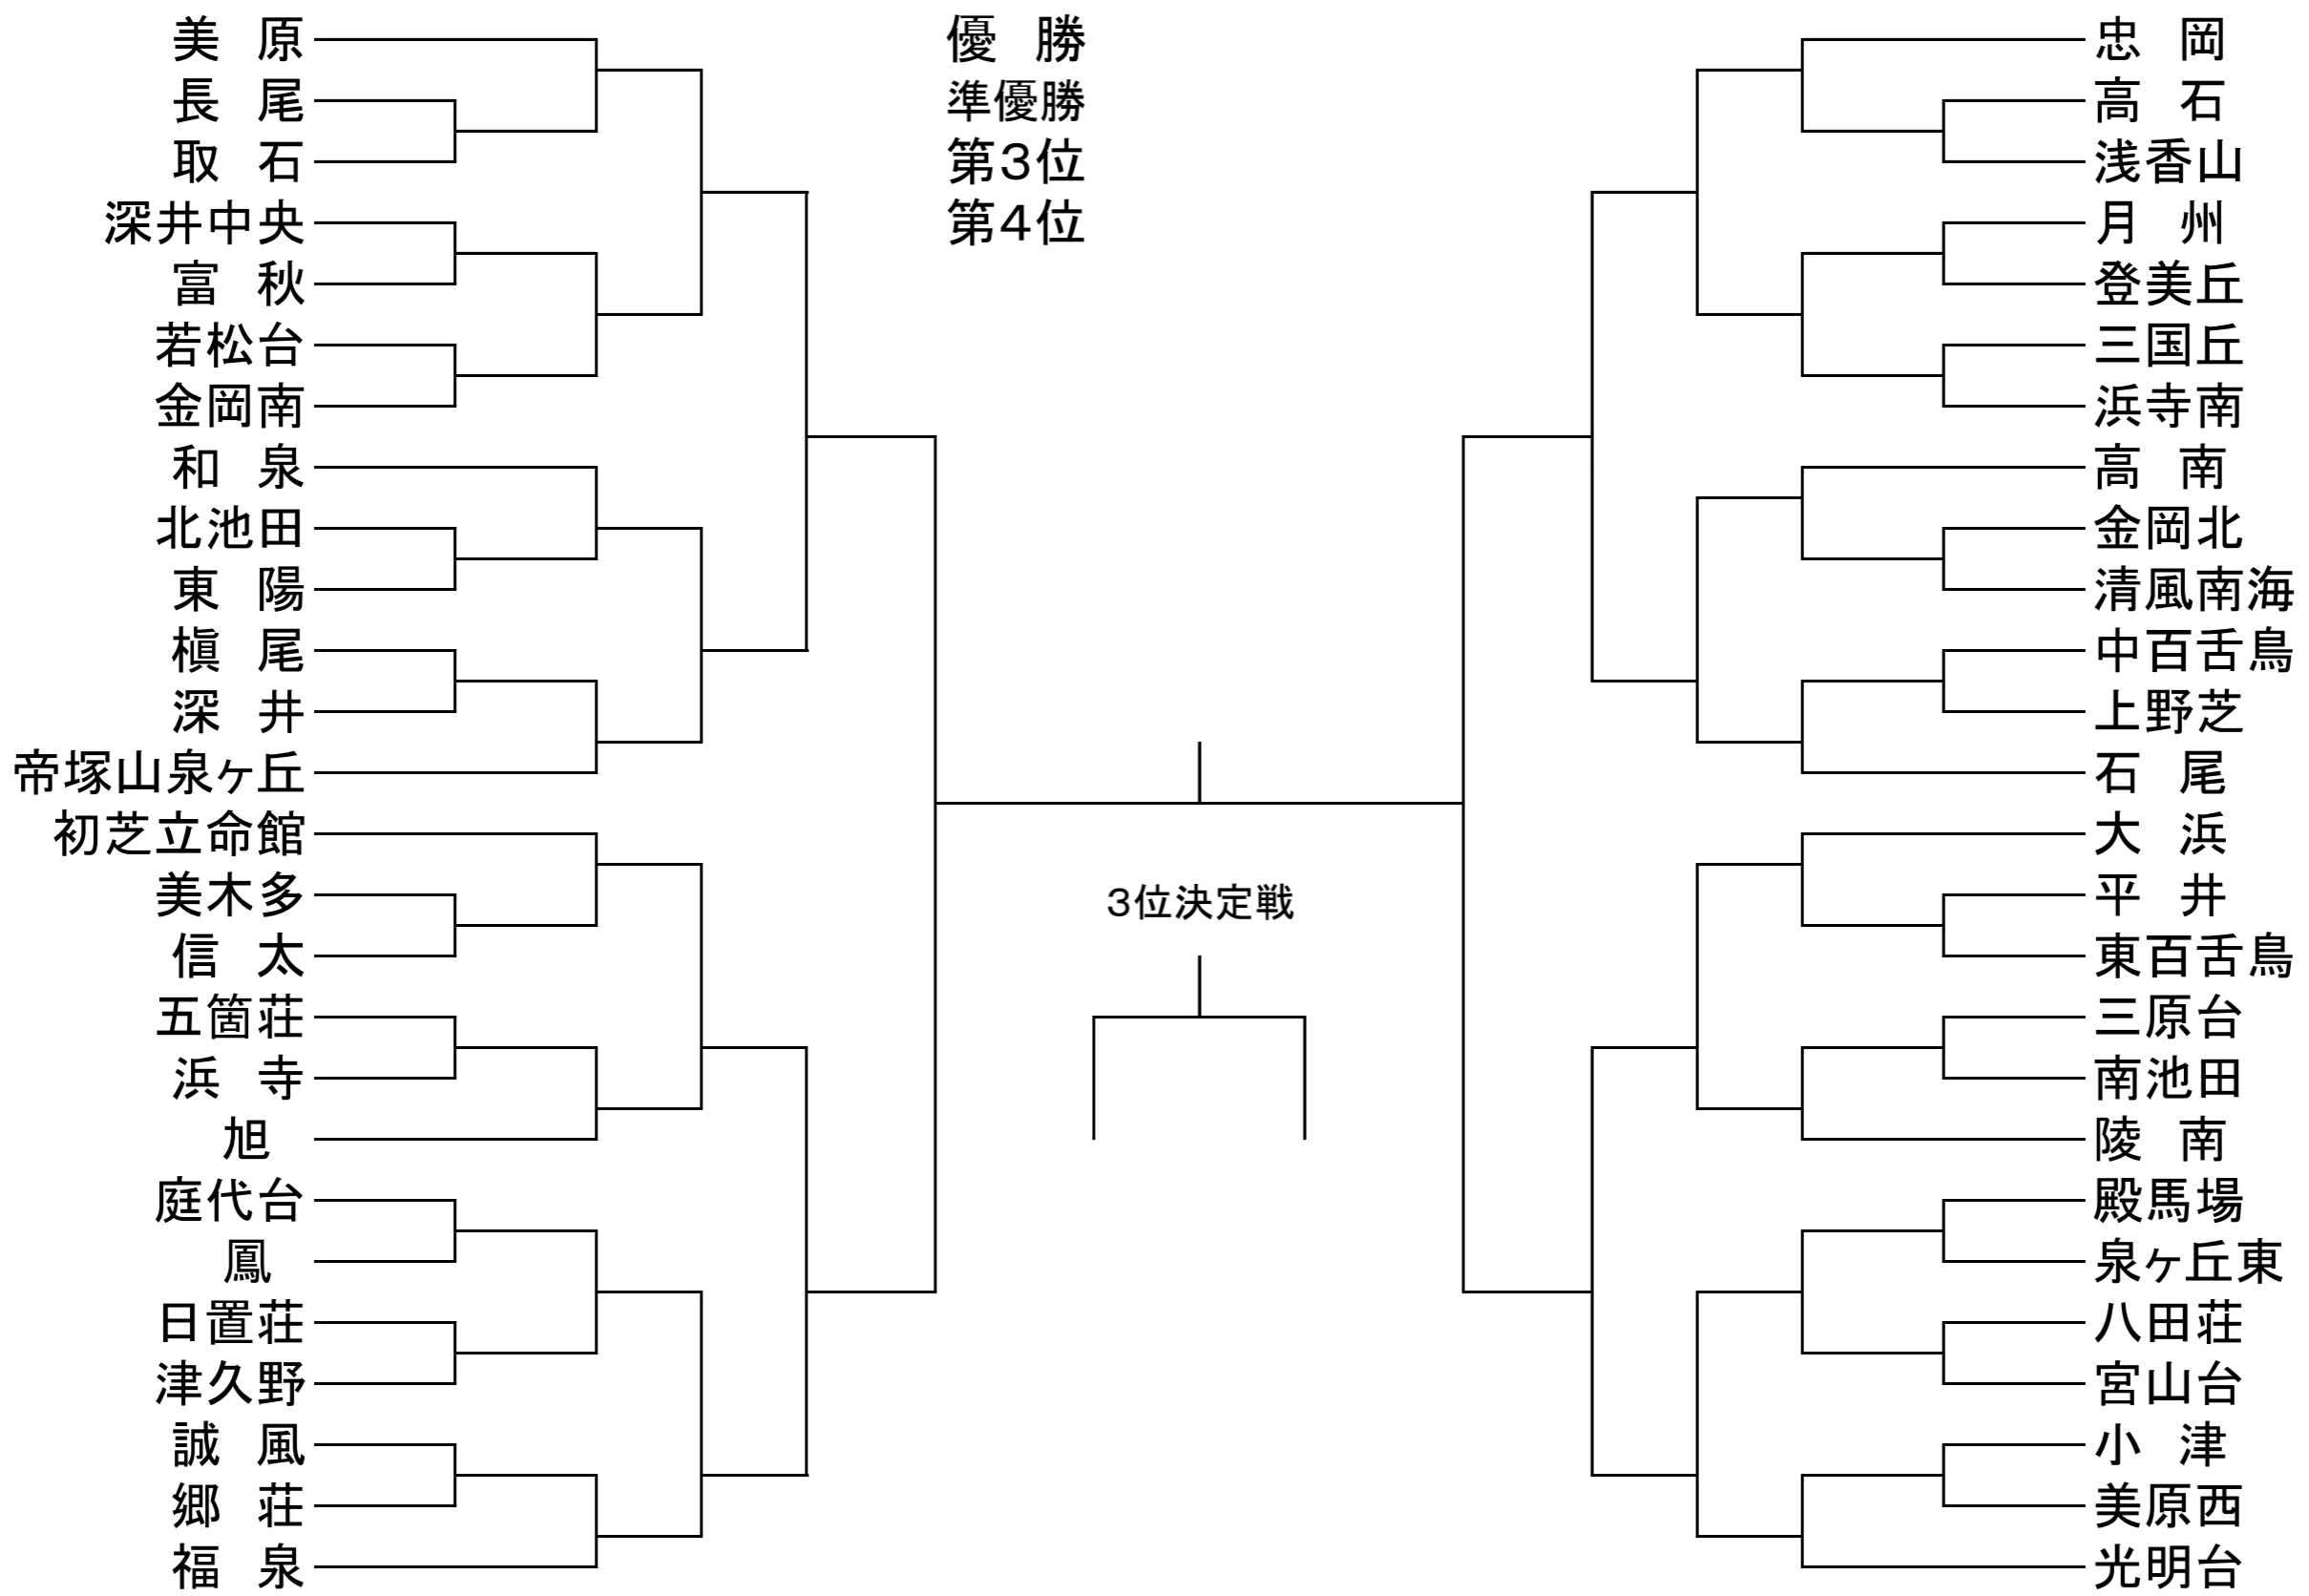 美原
長尾
取石
深井中央
富秋
若松台
金岡南
和泉
北池田
東陽
槇尾
深井
帝塚山泉ヶ丘
初芝立命館
美木多
信太
五箇荘
浜寺
旭
庭代台
鳳
日置荘
津久野
誠風
郷荘
福泉
優勝
準優勝
第3位
第4位
3位決定戦
忠岡
高石
浅香山
月州
登美丘
三国丘
浜寺南
高南
金岡北
清風南海
中百舌鳥
上野芝
石尾
大浜
平井
東百舌鳥
三原台
南池田
陵南
殿馬場
泉ヶ丘東
八田荘
宮山台
小津
美原西
光明台